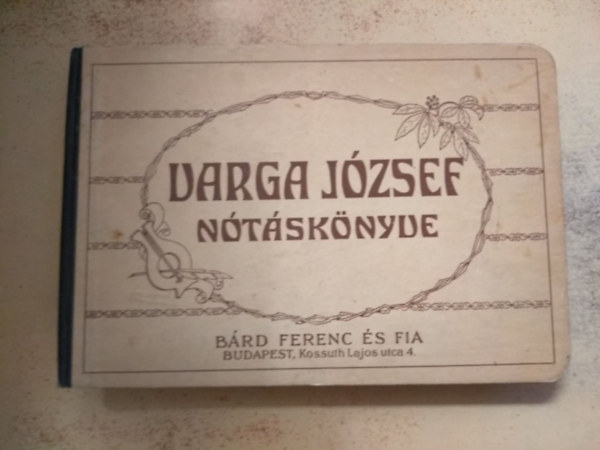 VARGA JÓZSEF
NÓTÁSKÖNYVE
BÁRD FERENC ÉS FIA
BUDAPEST, Kossuth Lajos utca 4.